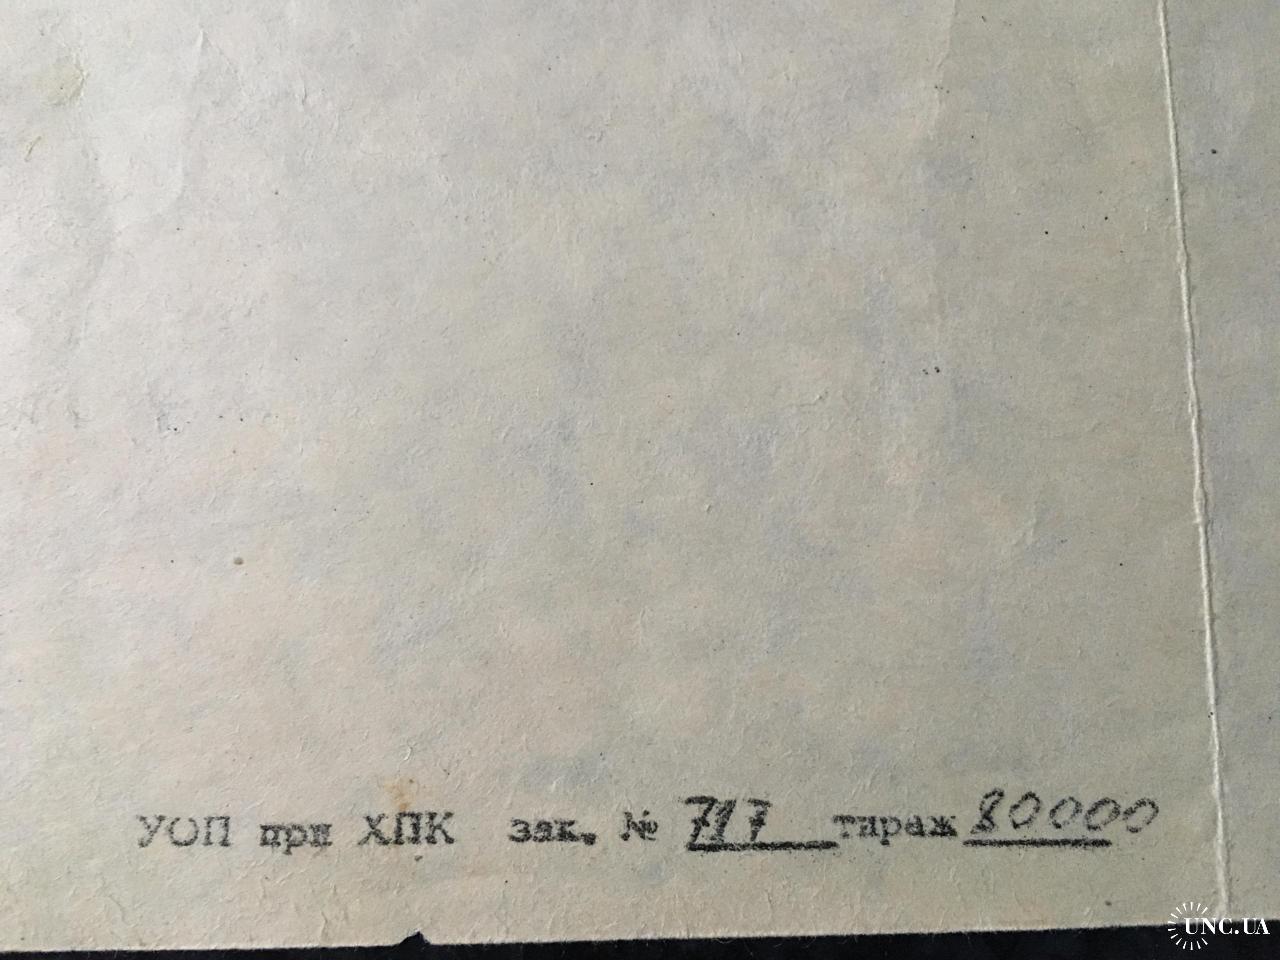 УОП при ХПК зак. № 717 тираж 80000
UNC.UA